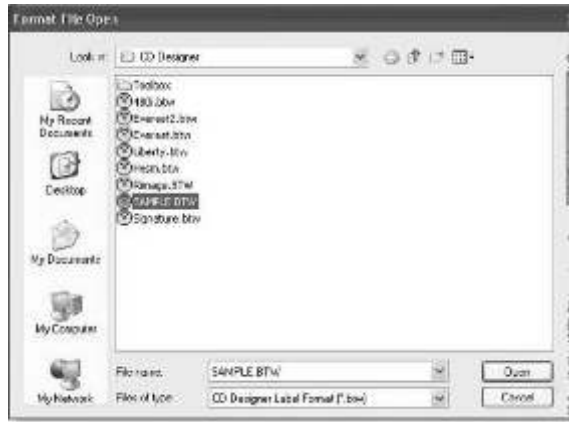 Format File Open
Look in:
CD Designer
My Recent
Documents
Desktop
My Documents
My Computer
My Network
Toolbox
480i.btw
Everest2.btw
Everest.btw
Liberty.btw
Prism.btw
Rimage.BTW
SAMPLE.BTW
Signature.btw
File name:
SAMPLE.BTW
Open
Files of type:
CD Designer Label Format (*.btw)
Cancel